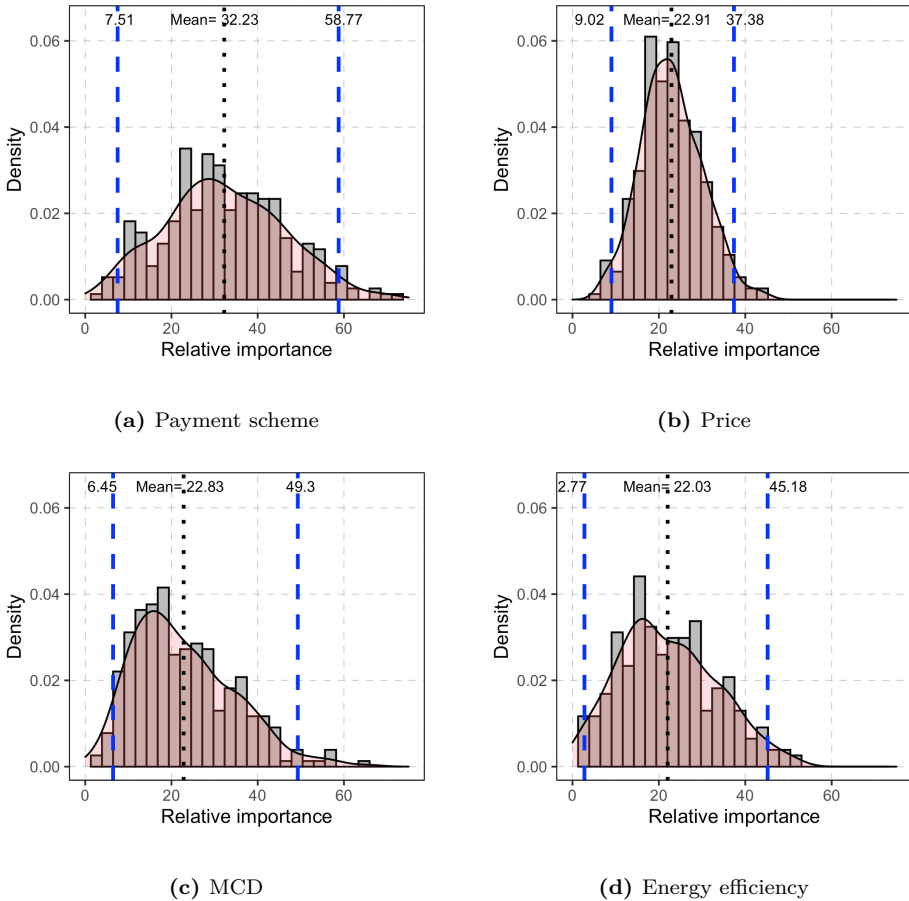 7.51 Mean= 32.23 58.77
0.06
0.04
0.02
0.00
Density
0 20 40 60
Relative importance
(a) Payment scheme
9.02 Mean= 22.91 37.38
0.06
0.04
0.02
0.00
Density
0 20 40 60
Relative importance
(b) Price
6.45 Mean= 22.83 49.3
0.06
0.04
0.02
0.00
Density
0 20 40 60
Relative importance
(c) MCD
2.77 Mean= 22.03 45.18
0.06
0.04
0.02
0.00
Density
0 20 40 60
Relative importance
(d) Energy efficiency